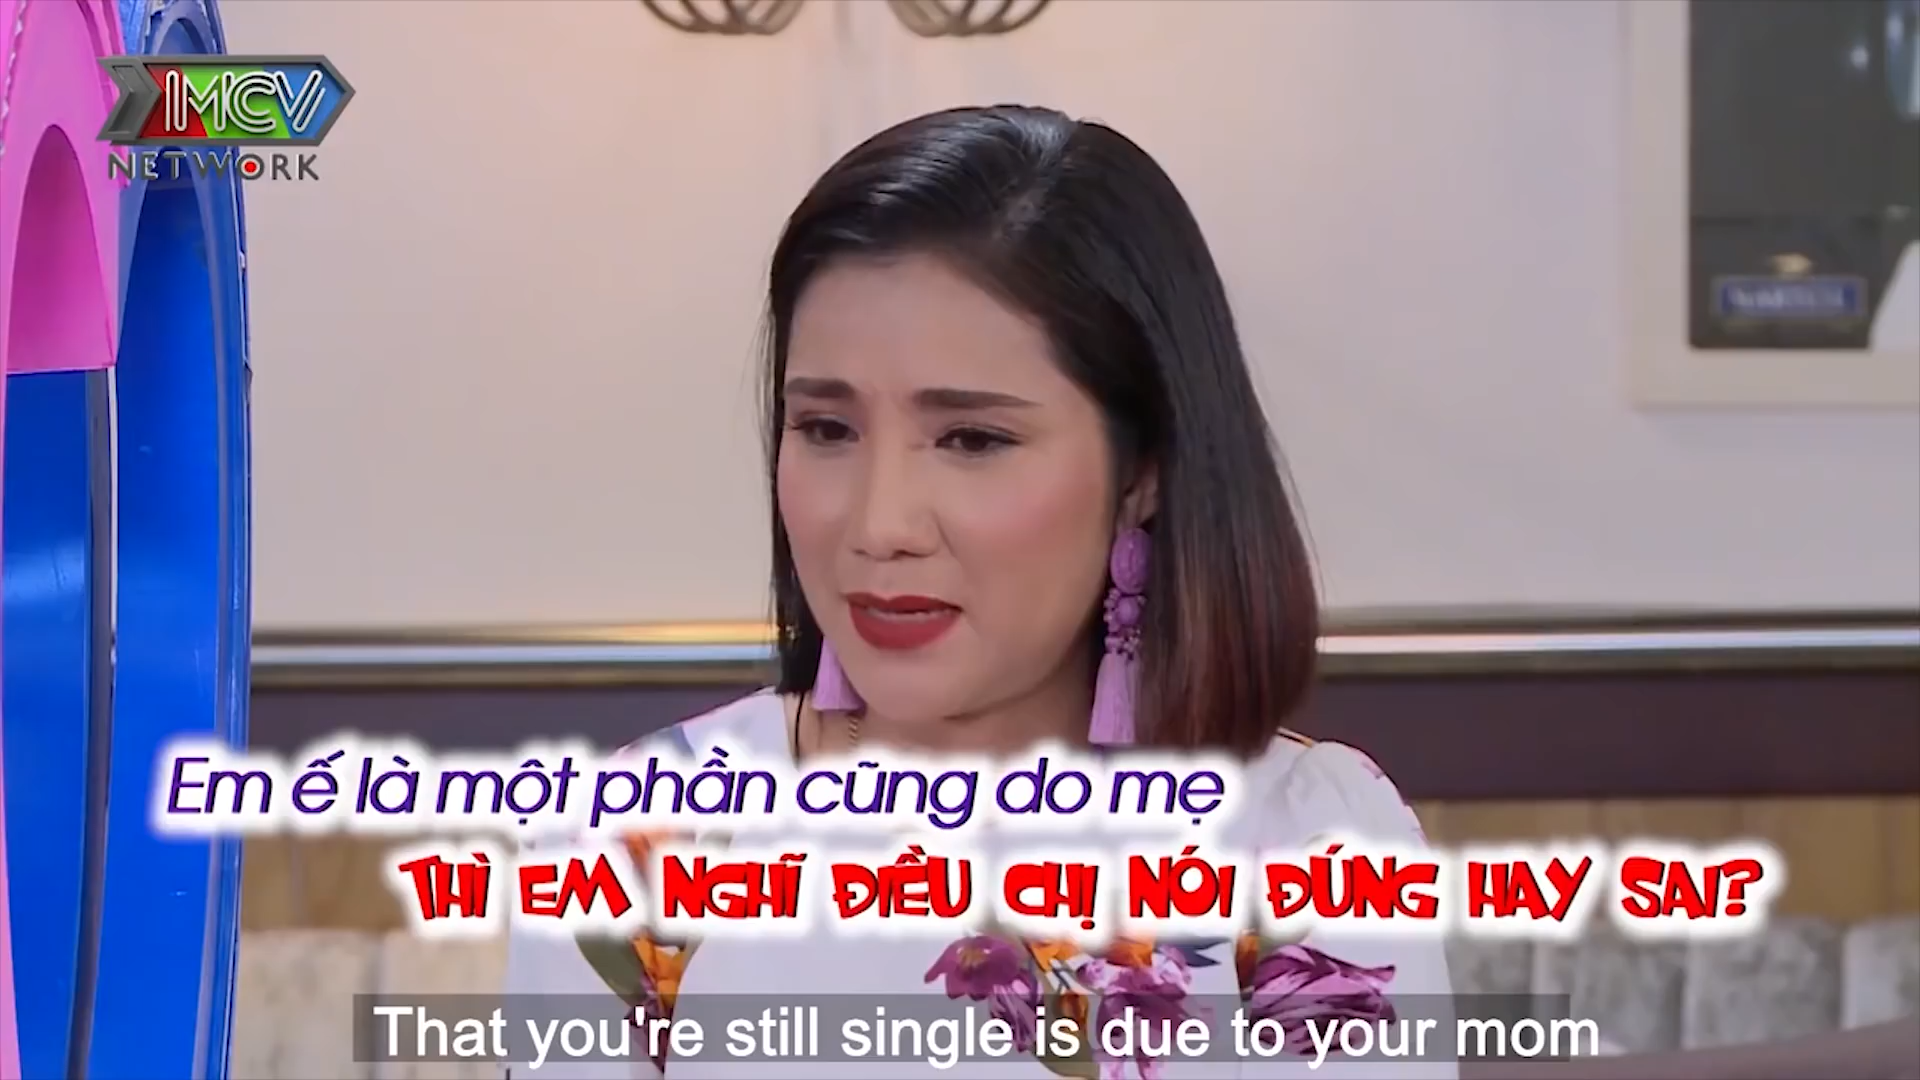 MCV
NETWORK
Em ế là một phần cũng do mẹ
THÌ EM NGHĨ ĐIỀU CHỊ NÓI ĐÚNG HAY SAI?
That you're still single is due to your mom